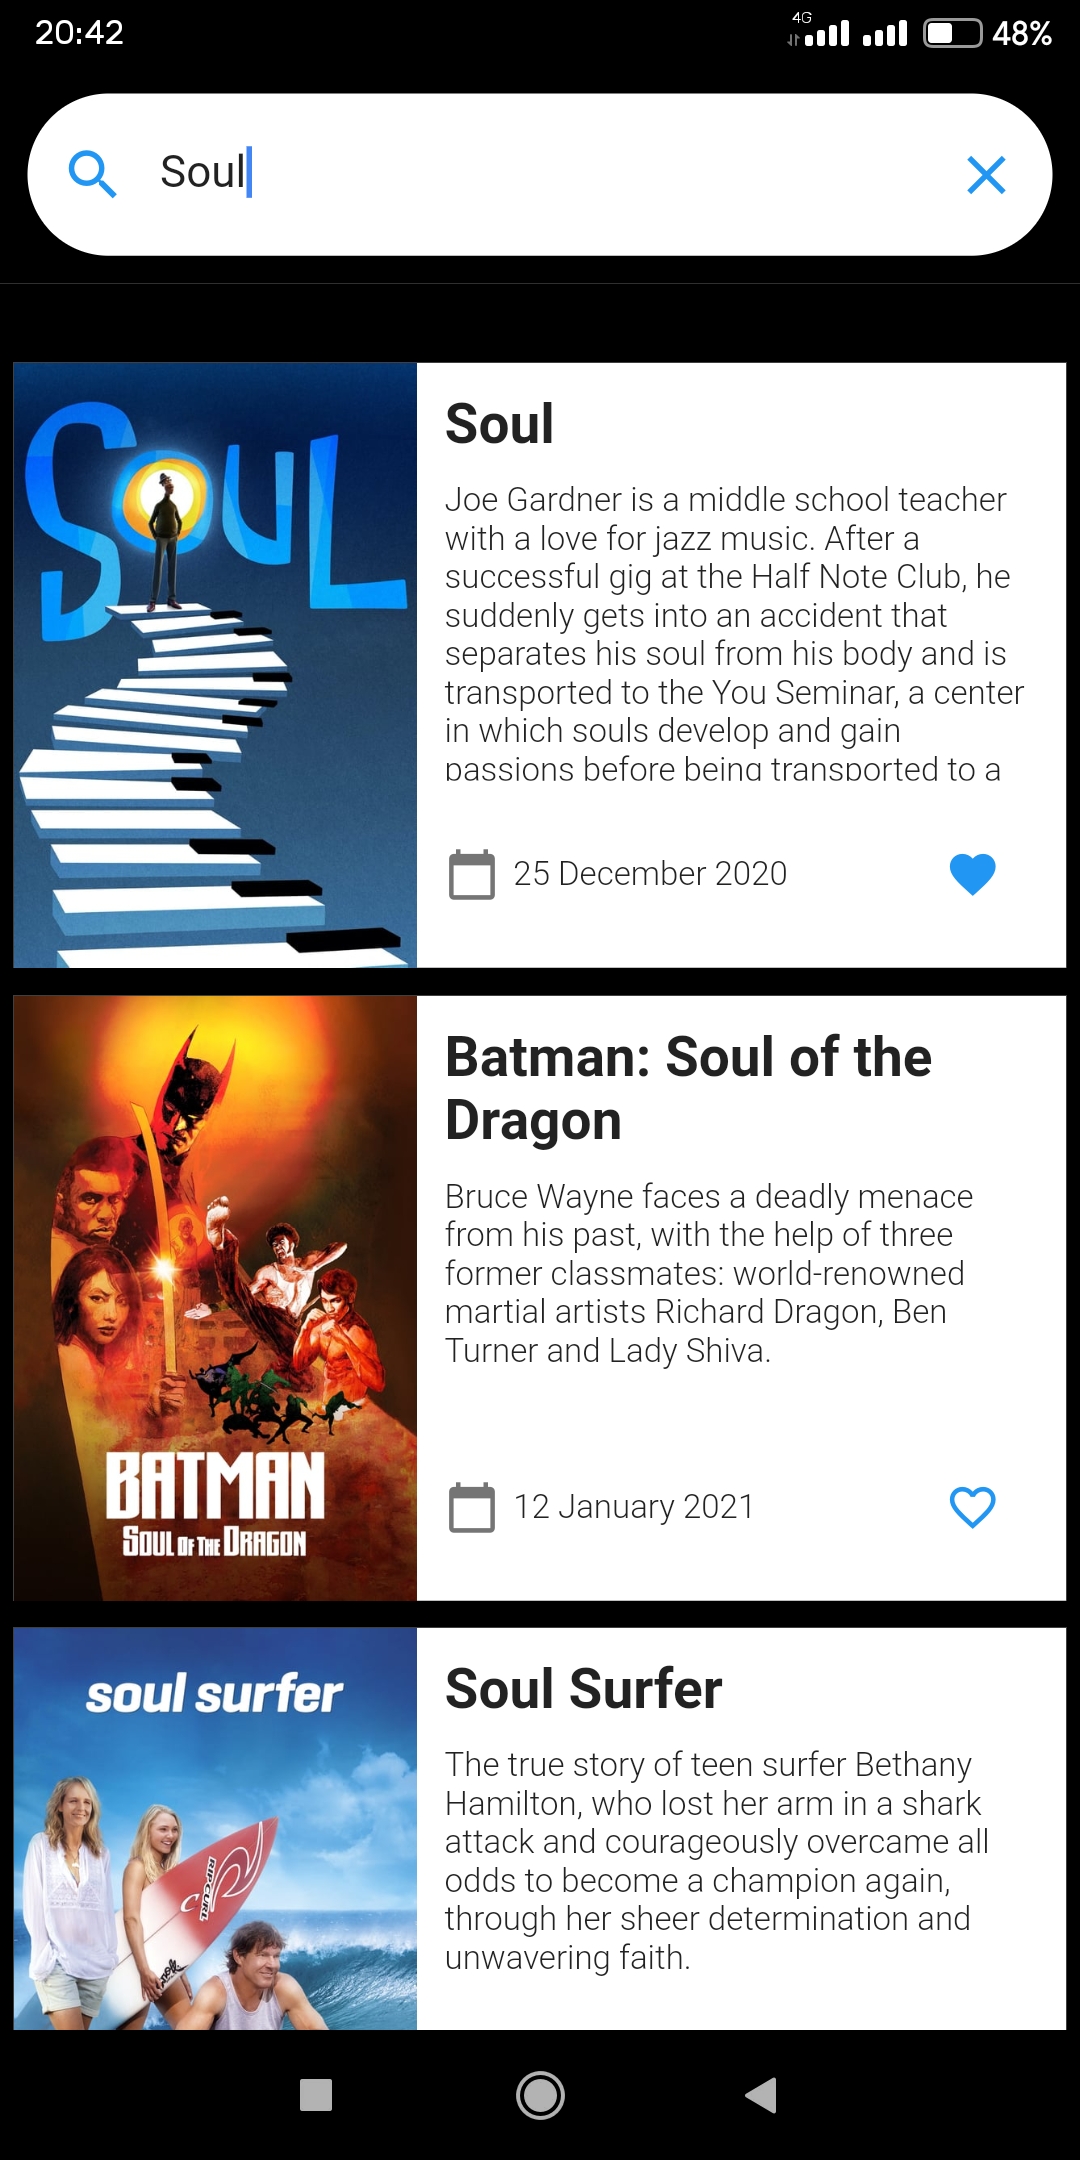 20:42
4G
48%
Soul
SOUL
Soul
Joe Gardner is a middle school teacher
with a love for jazz music. After a
successful gig at the Half Note Club, he
suddenly gets into an accident that
separates his soul from his body and is
transported to the You Seminar, a center
in which souls develop and gain
passions before being transported to a
25 December 2020
BATMAN
SOUL OF THE DRAGON
Batman: Soul of the
Dragon
Bruce Wayne faces a deadly menace
from his past, with the help of three
former classmates: world-renowned
martial artists Richard Dragon, Ben
Turner and Lady Shiva.
12 January 2021
soul surfer
RIP CURL
Soul Surfer
The true story of teen surfer Bethany
Hamilton, who lost her arm in a shark
attack and courageously overcame all
odds to become a champion again,
through her sheer determination and
unwavering faith.